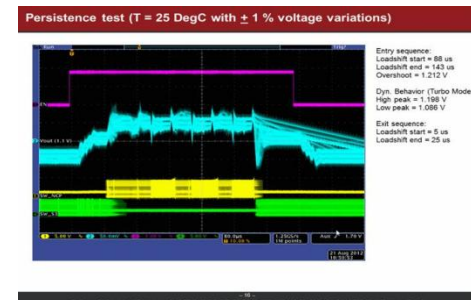 Persistence test (T = 25 DegC with ± 1 % voltage variations)
Entry sequence:
Loadshift start = 88 us
Loadshift end = 143 us
Overshoot = 1.212 V
Dyn. Behavior (Turbo Mode
High peak = 1.198 V
Low peak = 1.086 V
Exit sequence:
Loadshift start = 5 us
Loadshift end = 25 us
EN
Vout (1.1 V)
SW_NCP
21 Aug 2012